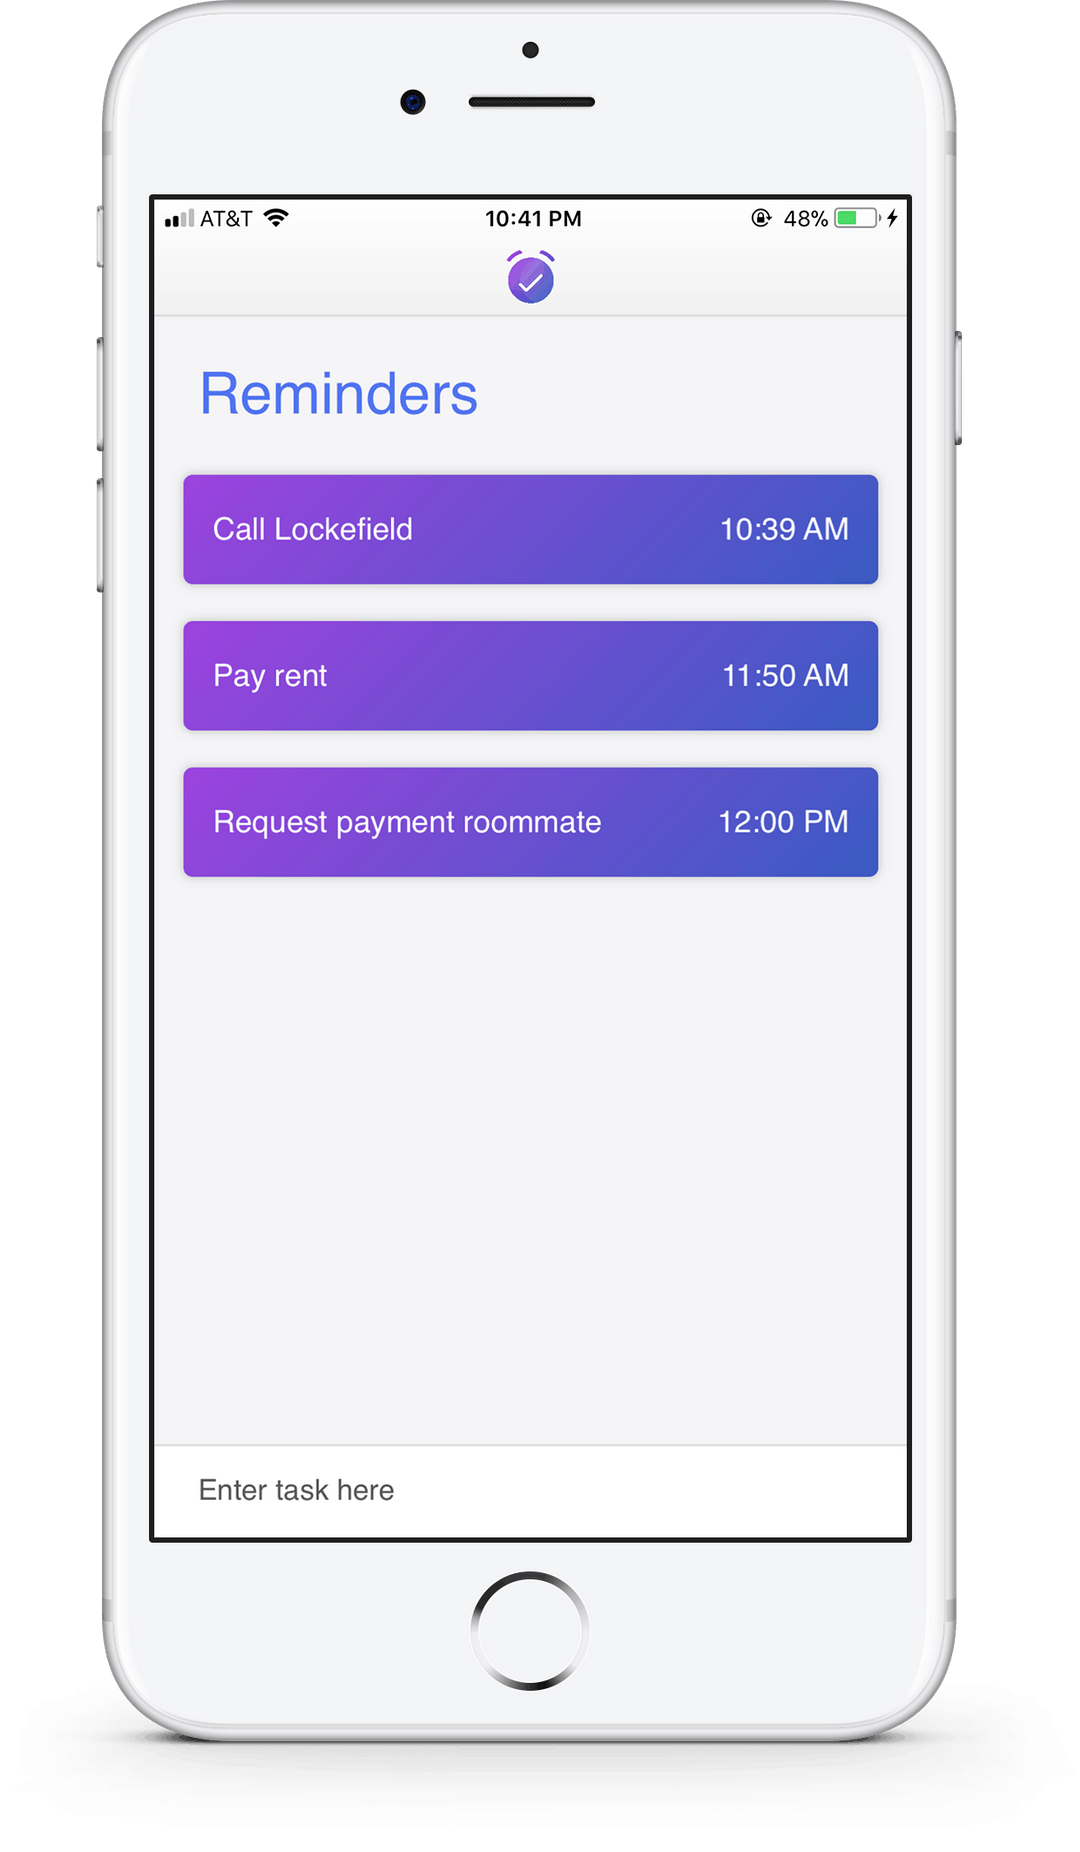 AT&T 10:41 PM 48%
Reminders
Call Lockefield 10:39 AM
Pay rent 11:50 AM
Request payment roommate 12:00 PM
Enter task here